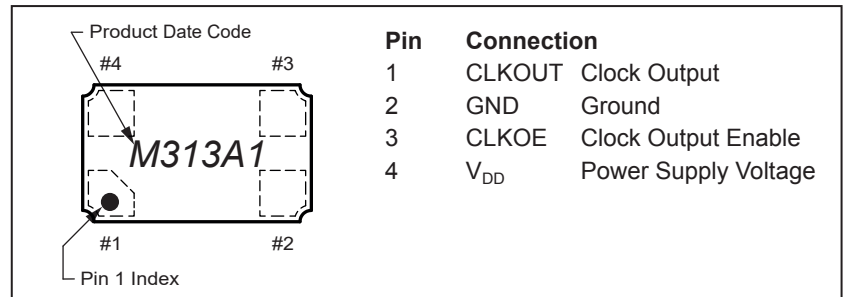 Product Date Code
#4 #3
M313A1
#1 #2
Pin 1 Index
Pin Connection
1 CLKOUT Clock Output
2 GND Ground
3 CLKOE Clock Output Enable
4 VDD Power Supply Voltage